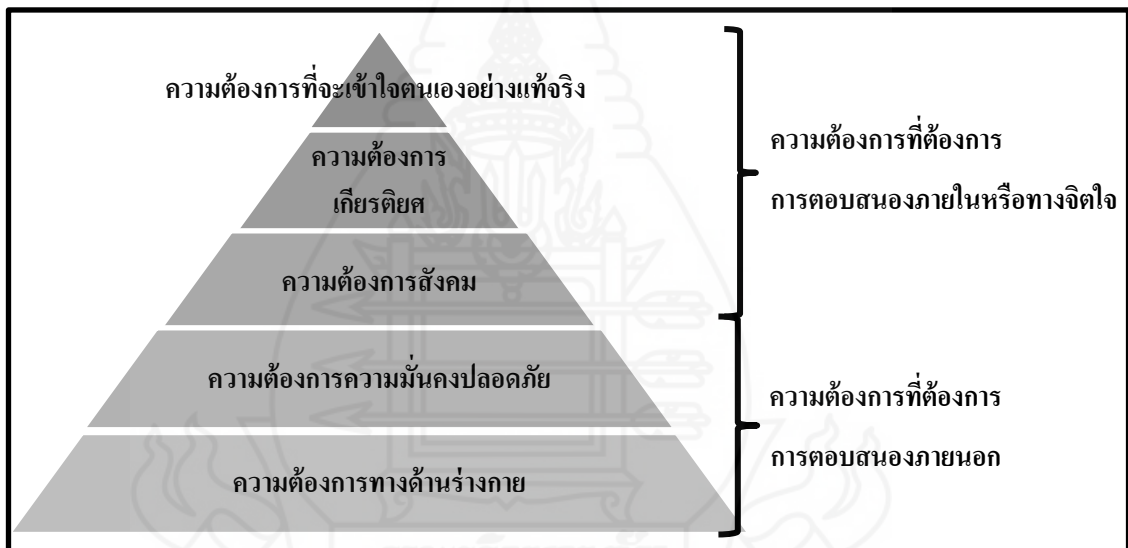 ความต้องการที่จะเข้าใจตนเองอย่างแท้จริง
ความต้องการ
เกียรติยศ
ความต้องการสังคม
ความต้องการความมั่นคงปลอดภัย
ความต้องการทางด้านร่างกาย
ความต้องการที่ต้องการ
การตอบสนองภายในหรือทางจิตใจ
ความต้องการที่ต้องการ
การตอบสนองภายนอก